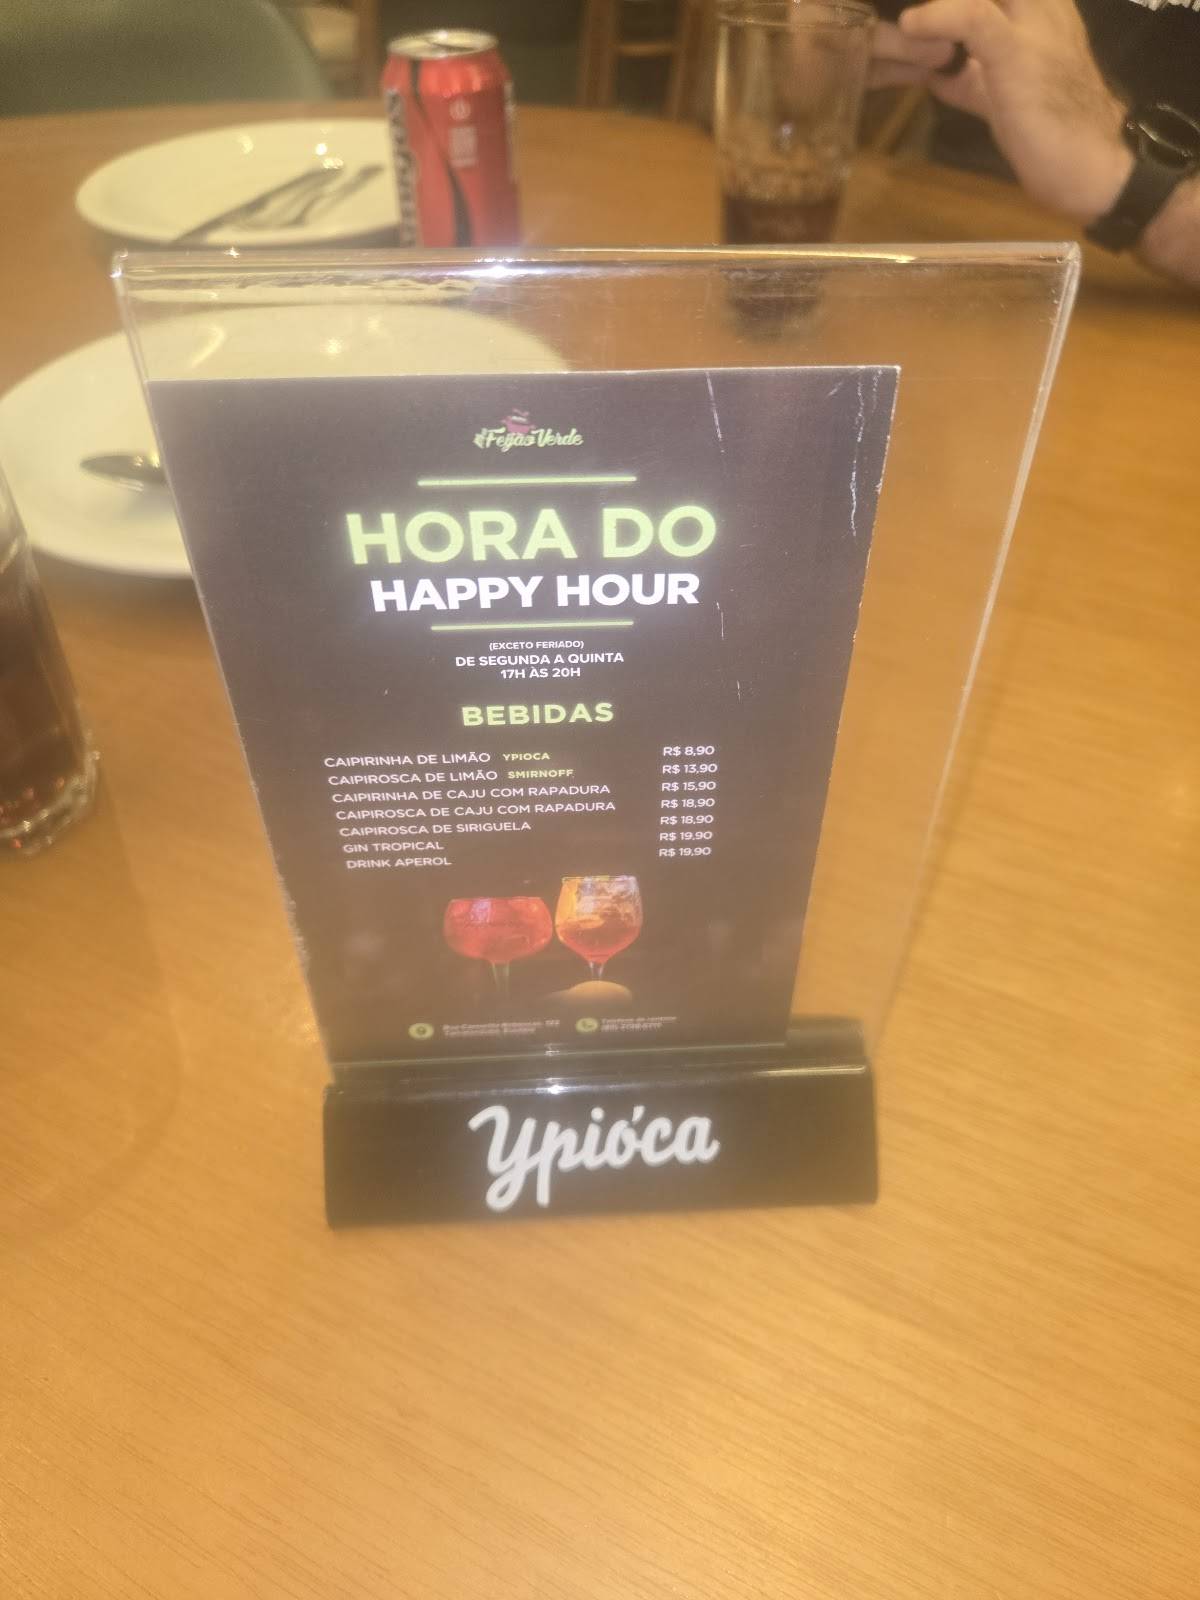 Feijão Verde
HORA DO
HAPPY HOUR
(EXCETO FERIADO)
DE SEGUNDA A QUINTA
17H ÀS 20H
BEBIDAS
CAIPIRINHA DE LIMÃO YPIOCA R$ 8,90
CAIPIROSCA DE LIMÃO SMIRNOFF R$ 13,90
CAIPIRINHA DE CAJU COM RAPADURA R$ 15,90
CAIPIROSCA DE CAJU COM RAPADURA R$ 18,90
CAIPIROSCA DE SIRIGUELA R$ 18,90
GIN TROPICAL R$ 19,90
DRINK APEROL R$ 19,90
Ypióca